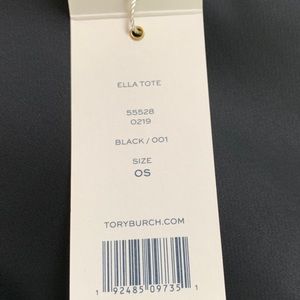 ELLA TOTE
55528
0219
BLACK / 001
SIZE
OS
TORYBURCH.COM
1 92485 09735 1